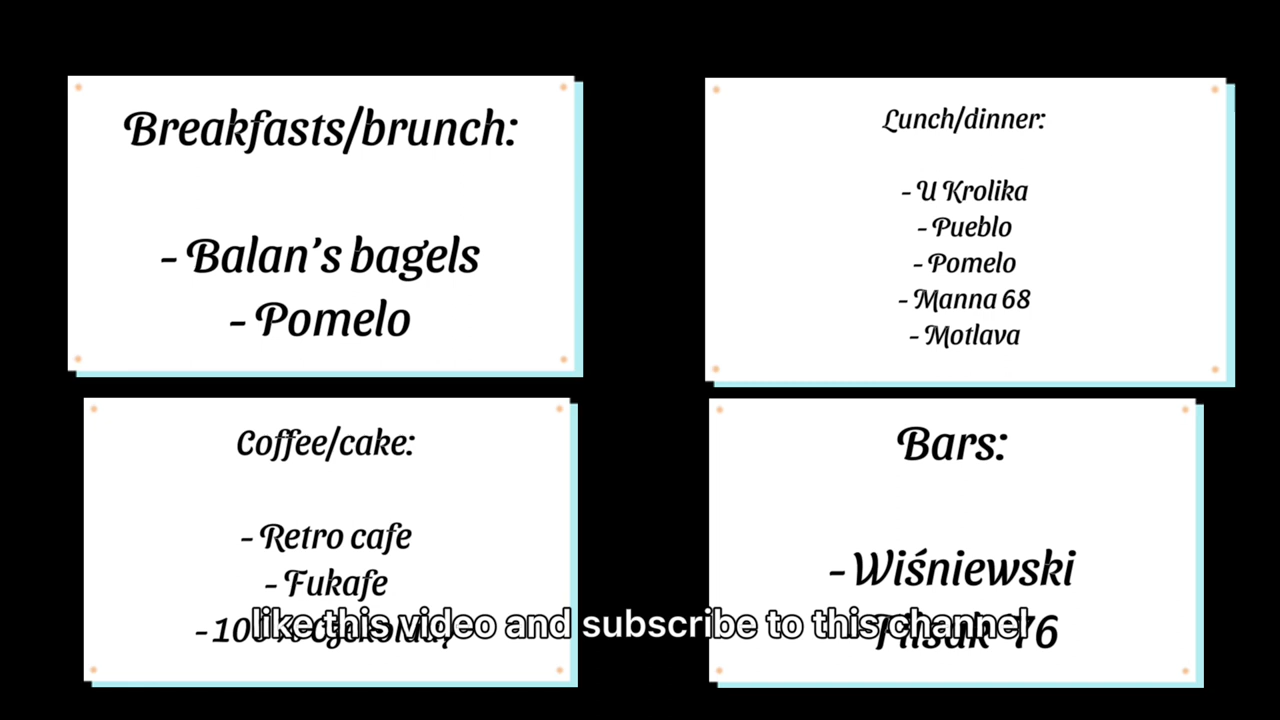 Breakfasts/brunch:
- Balan's bagels
- Pomelo
Lunch/dinner:
- U Krolika
- Pueblo
- Pomelo
- Manna 68
- Motlava
Coffee/cake:
- Retro cafe
- Fukafe
Bars:
- Wiśniewski
76
like this video and subscribe to this channel